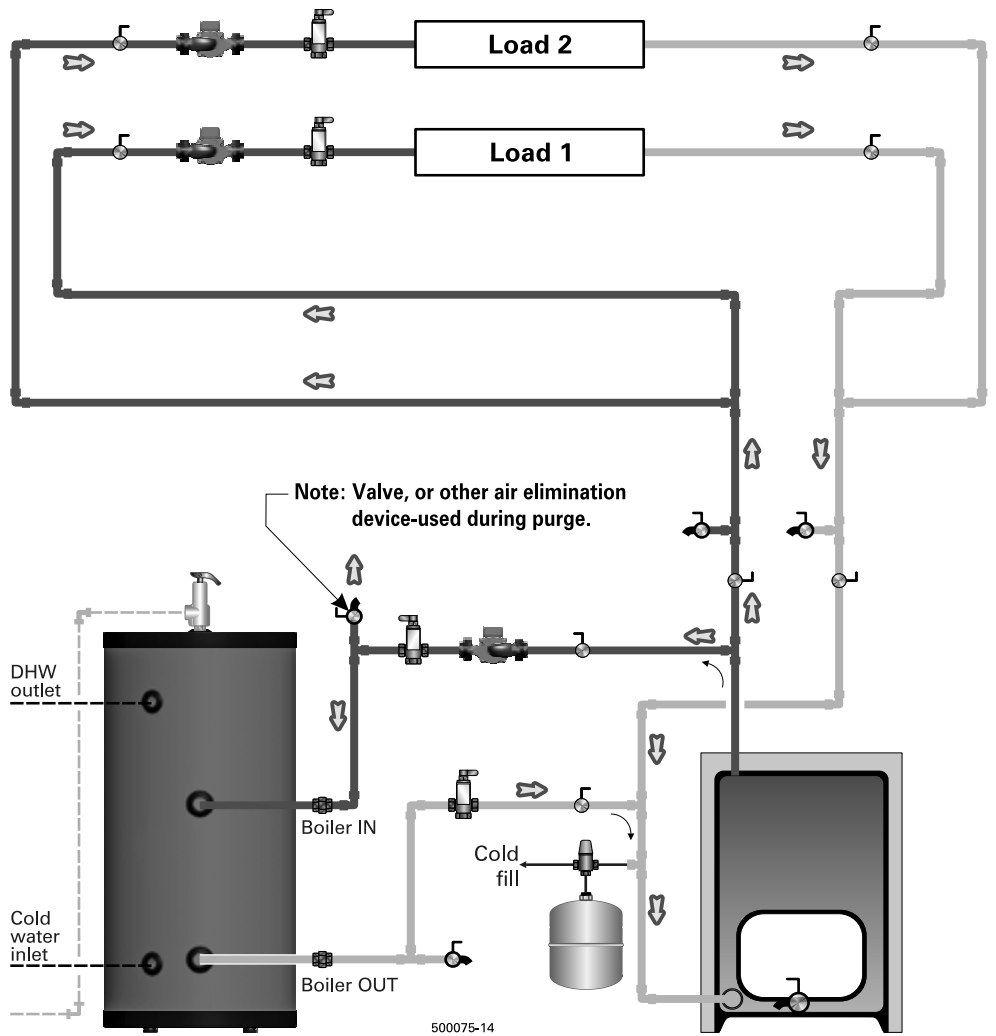 Load 2
Load 1
Note: Valve, or other air elimination
device-used during purge.
DHW
outlet
Boiler IN
Cold
fill
Cold
water
inlet
Boiler OUT
500075-14